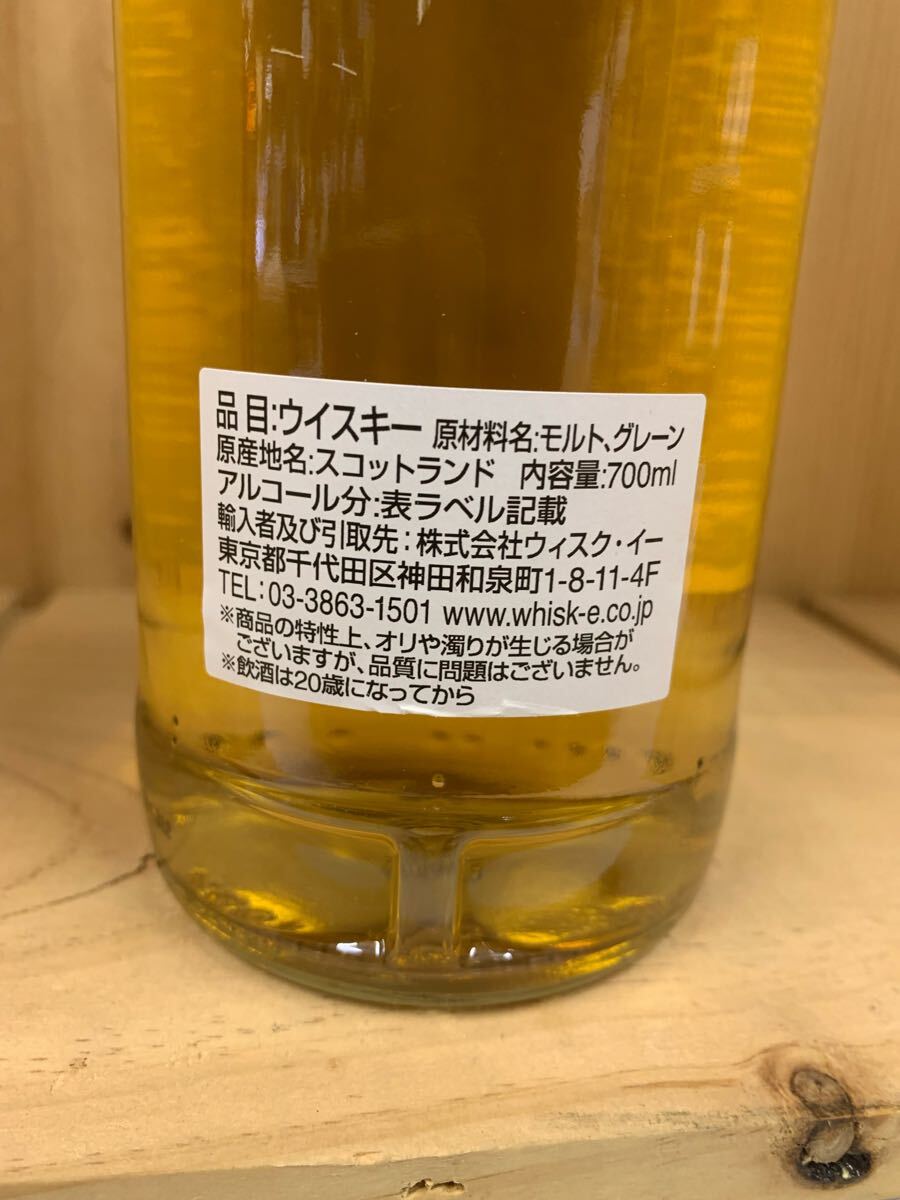 品目:ウイスキー 原材料名:モルト、グレーン
原産地名:スコットランド 内容量:700ml
アルコール分:表ラベル記載
輸入者及び引取先:株式会社ウィスク・イー
東京都千代田区神田和泉町1-8-11-4F
TEL:03-3863-1501 www.whisk-e.co.jp
※商品の特性上、オリや濁りが生じる場合が
ございますが、品質に問題はございません。
※飲酒は20歳になってから